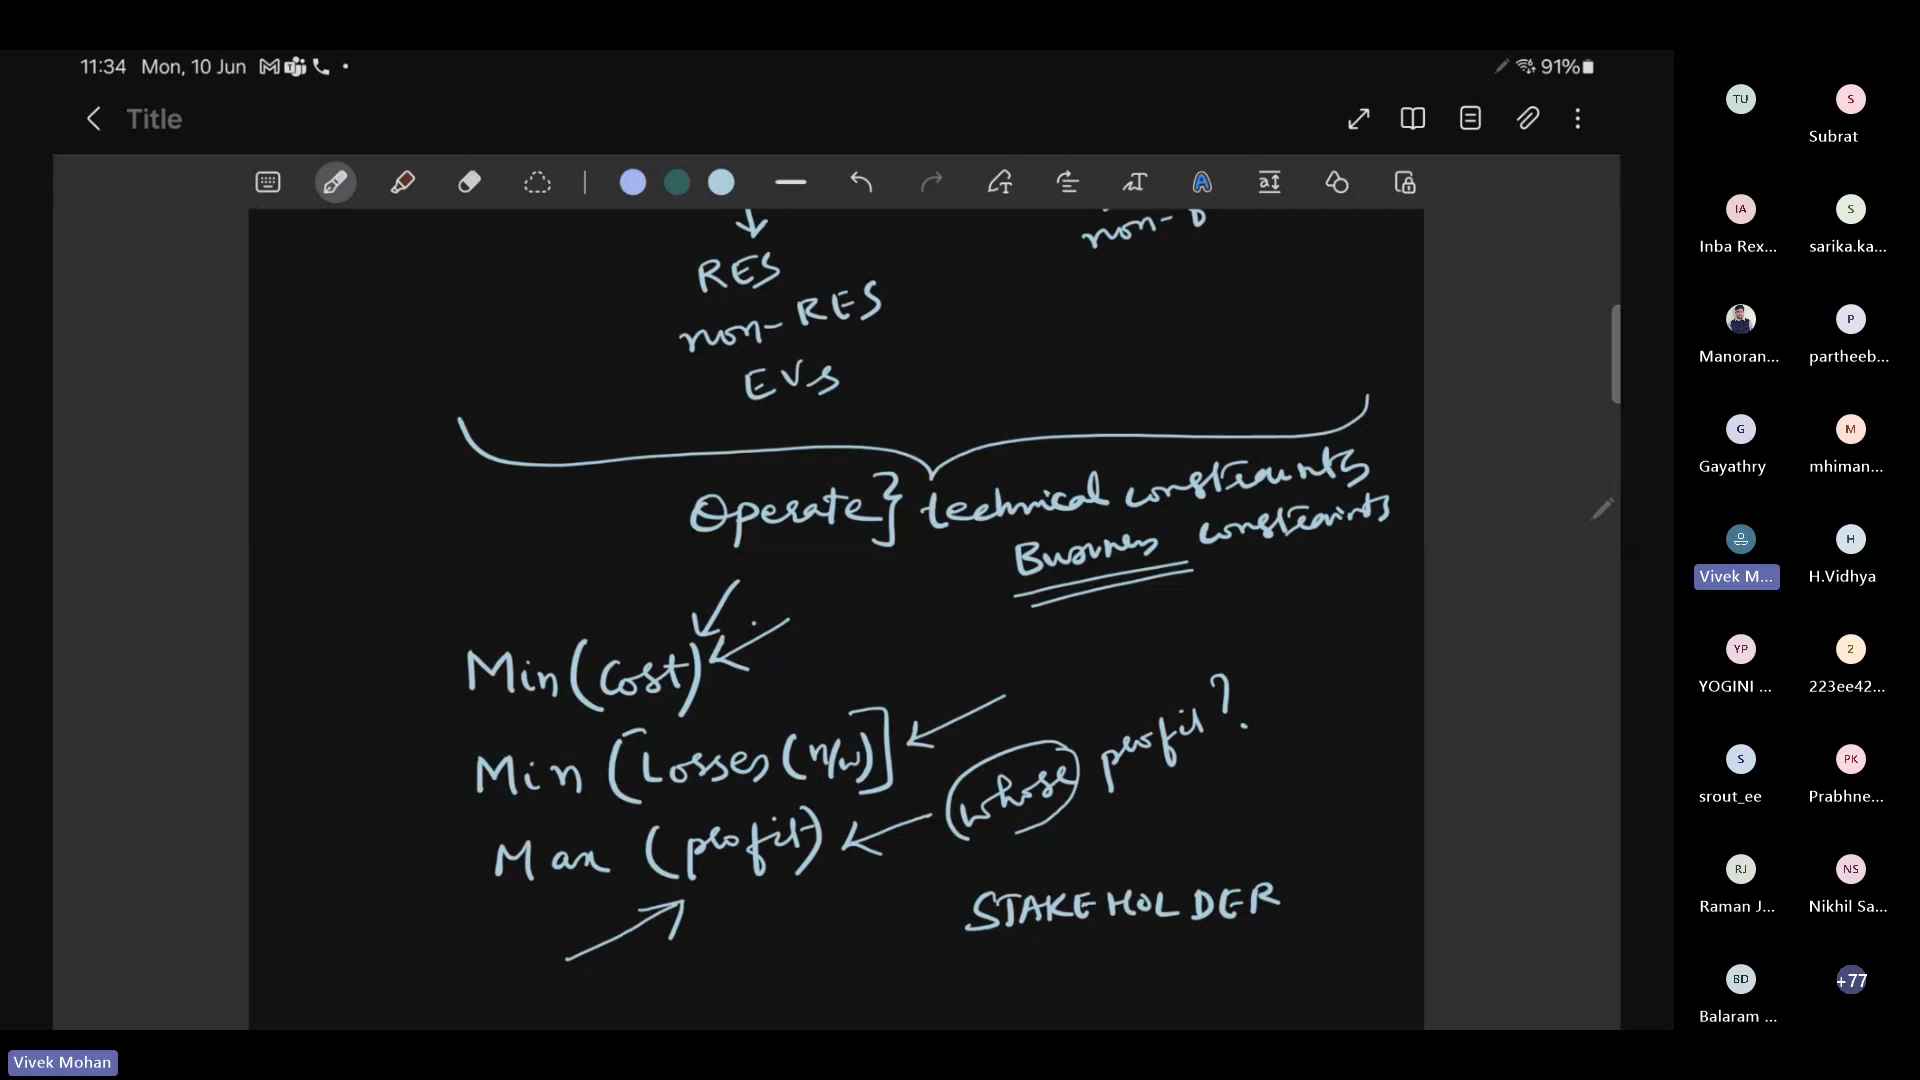 11:34 Mon, 10 Jun
91%
Title
non-
RES
non-RES
EVs
Operate} technical constraints
Business constraints
Min (Cost)
Min [Losses (n/w)]
Max (profit)
whose profit?
STAKEHOLDER
TU
S
Subrat
IA
Inba Rex...
S
sarika.ka...
Manoran...
P
partheeb...
G
Gayathry
M
mhiman...
Vivek M...
H
H.Vidhya
YP
YOGINI ...
2
223ee42...
S
srout_ee
PK
Prabhne...
RJ
Raman J...
NS
Nikhil Sa...
BD
Balaram ...
+77
Vivek Mohan